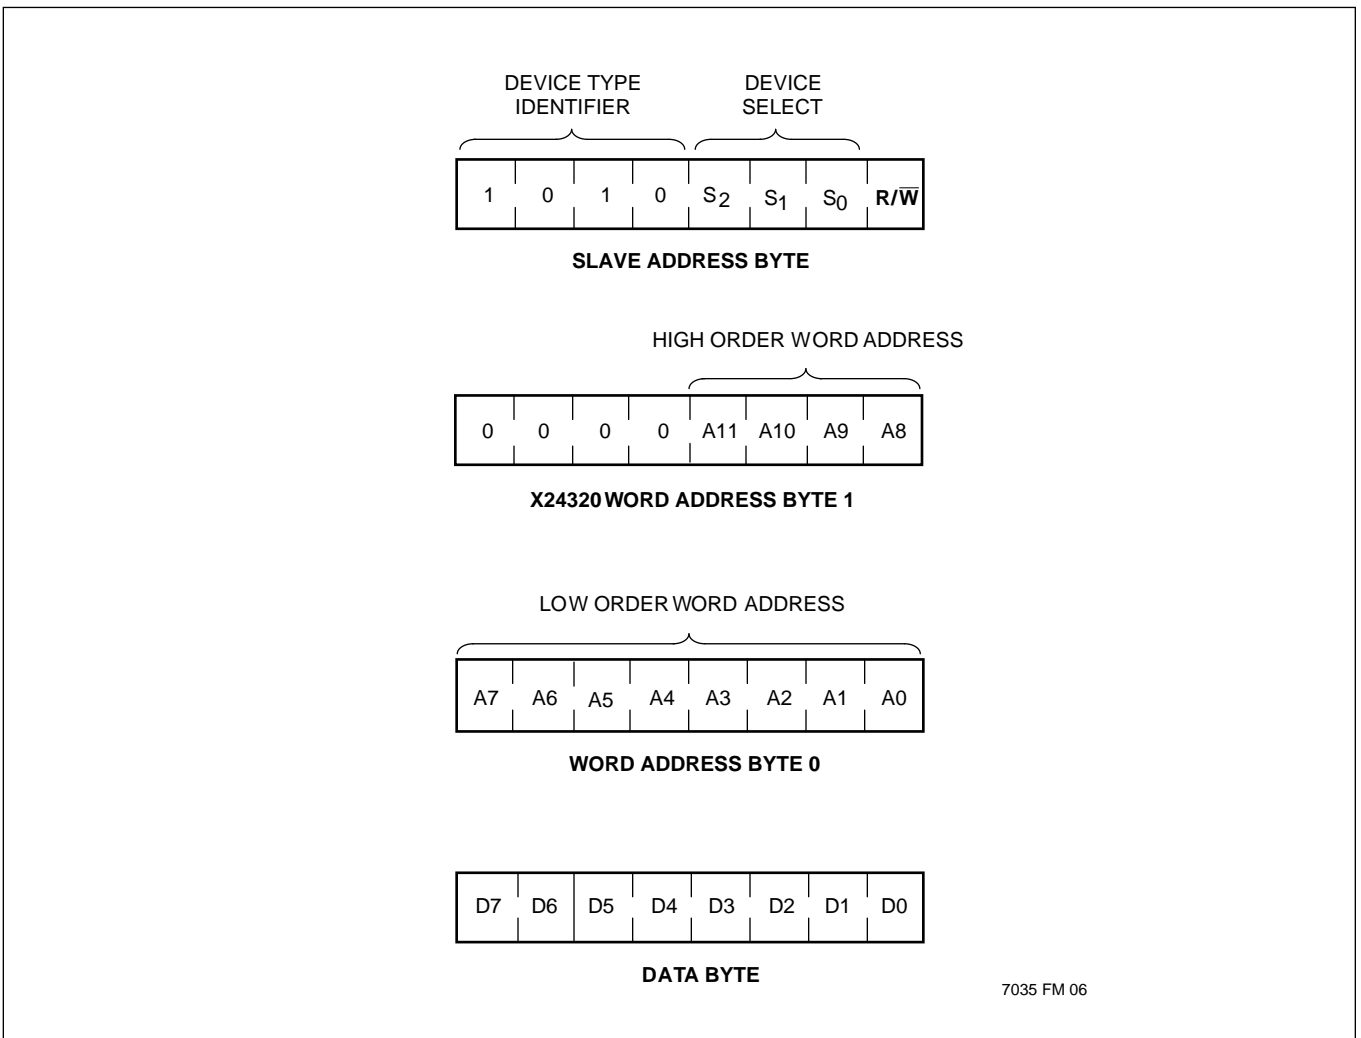 DEVICE TYPE IDENTIFIER
DEVICE SELECT
1 0 1 0 S2 S1 S0 R/W̅
SLAVE ADDRESS BYTE
HIGH ORDER WORD ADDRESS
0 0 0 0 A11 A10 A9 A8
X24320 WORD ADDRESS BYTE 1
LOW ORDER WORD ADDRESS
A7 A6 A5 A4 A3 A2 A1 A0
WORD ADDRESS BYTE 0
D7 D6 D5 D4 D3 D2 D1 D0
DATA BYTE
7035 FM 06